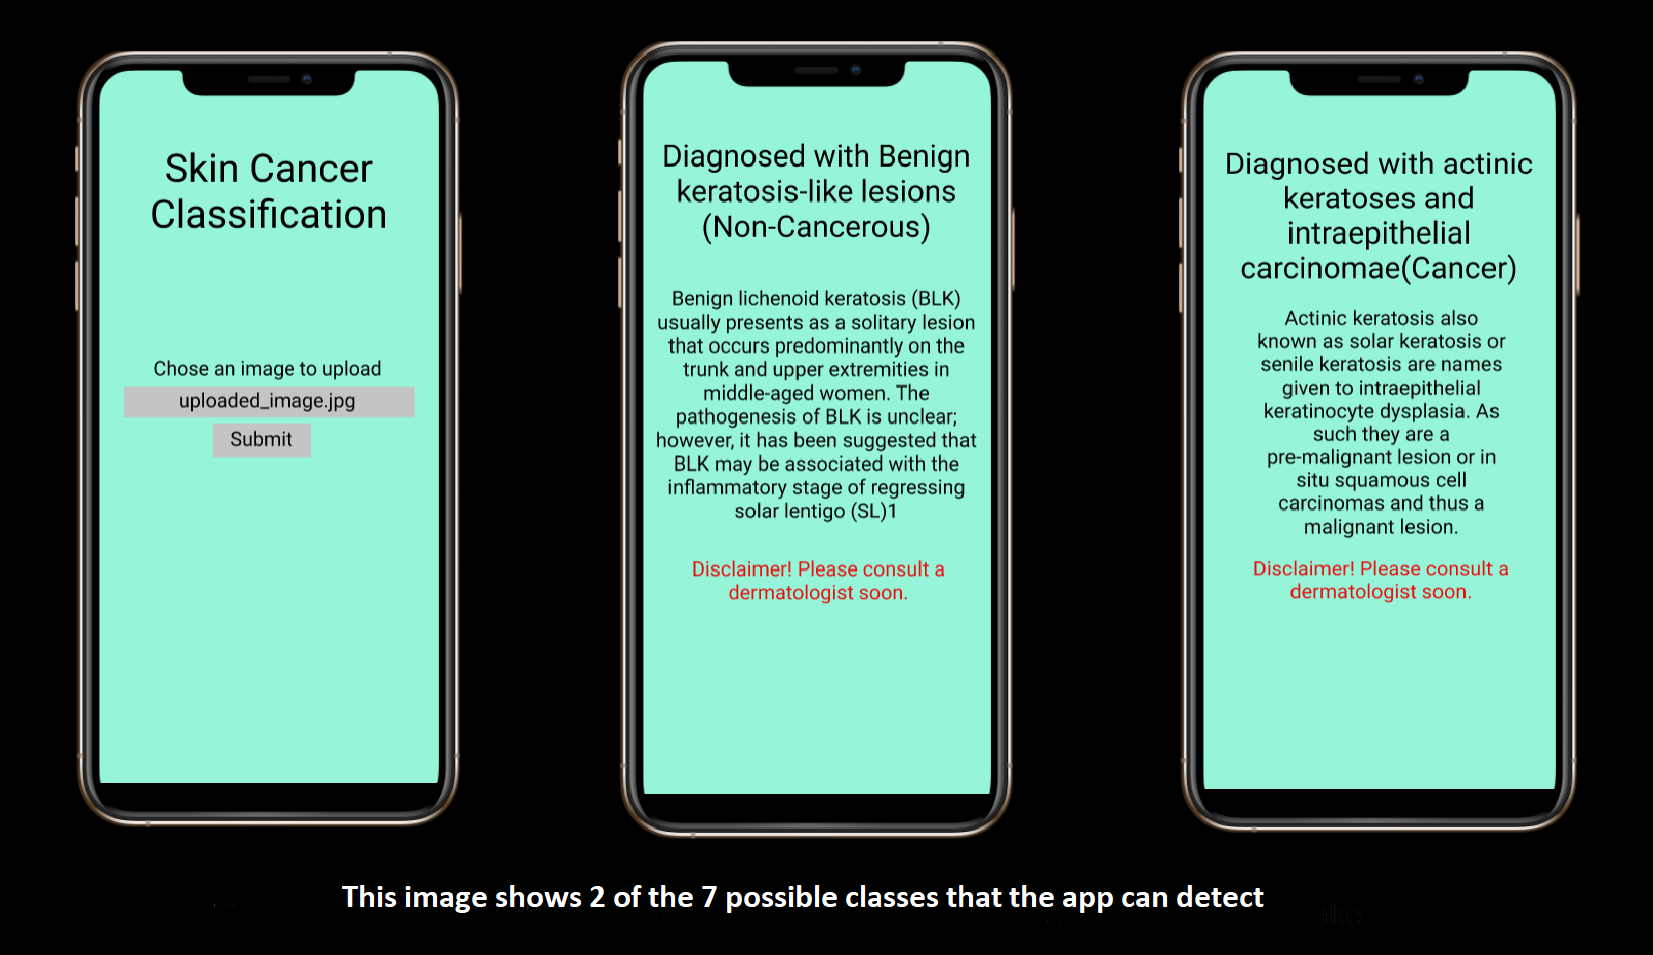 Skin Cancer
Classification
Chose an image to upload
uploaded_image.jpg
Submit
Diagnosed with Benign
keratosis-like lesions
(Non-Cancerous)
Benign lichenoid keratosis (BLK)
usually presents as a solitary lesion
that occurs predominantly on the
trunk and upper extremities in
middle-aged women. The
pathogenesis of BLK is unclear;
however, it has been suggested that
BLK may be associated with the
inflammatory stage of regressing
solar lentigo (SL)1
Disclaimer! Please consult a
dermatologist soon.
Diagnosed with actinic
keratoses and
intraepithelial
carcinomae(Cancer)
Actinic keratosis also
known as solar keratosis or
senile keratosis are names
given to intraepithelial
keratinocyte dysplasia. As
such they are a
pre-malignant lesion or in
situ squamous cell
carcinomas and thus a
malignant lesion.
Disclaimer! Please consult a
dermatologist soon.
This image shows 2 of the 7 possible classes that the app can detect